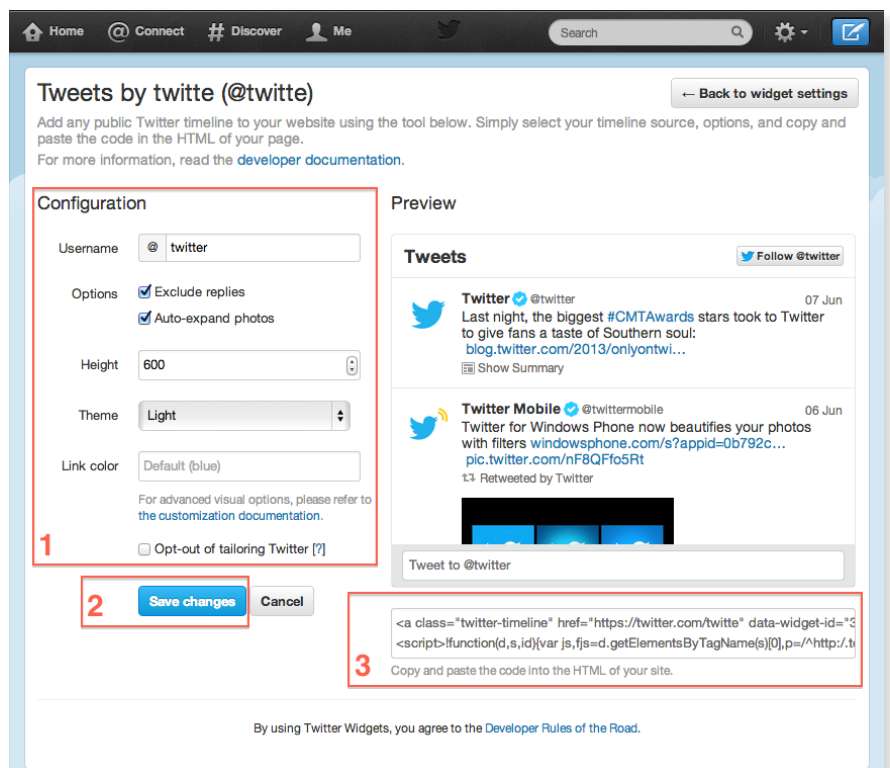 Home Connect Discover Me Search
Tweets by twitte (@twitte)
← Back to widget settings
Add any public Twitter timeline to your website using the tool below. Simply select your timeline source, options, and copy and
paste the code in the HTML of your page.
For more information, read the developer documentation.
Configuration
Username @ twitter
Options Exclude replies
Auto-expand photos
Height 600
Theme Light
Link color Default (blue)
For advanced visual options, please refer to
the customization documentation.
1
Opt-out of tailoring Twitter [?]
2
Save changes Cancel
Preview
Tweets
Follow @twitter
Twitter @twitter 07 Jun
Last night, the biggest #CMTAwards stars took to Twitter
to give fans a taste of Southern soul:
blog.twitter.com/2013/onlyontwi...
Show Summary
Twitter Mobile @twittermobile 06 Jun
Twitter for Windows Phone now beautifies your photos
with filters windowsphone.com/s?appid=0b792c...
pic.twitter.com/nF8QFfo5Rt
Retweeted by Twitter
Tweet to @twitter
<a class="twitter-timeline" href="https://twitter.com/twitte" data-widget-id="3
<script>!function(d,s,id){var js,fjs=d.getElementsByTagName(s)[0],p=/^http:/.t
3
Copy and paste the code into the HTML of your site.
By using Twitter Widgets, you agree to the Developer Rules of the Road.